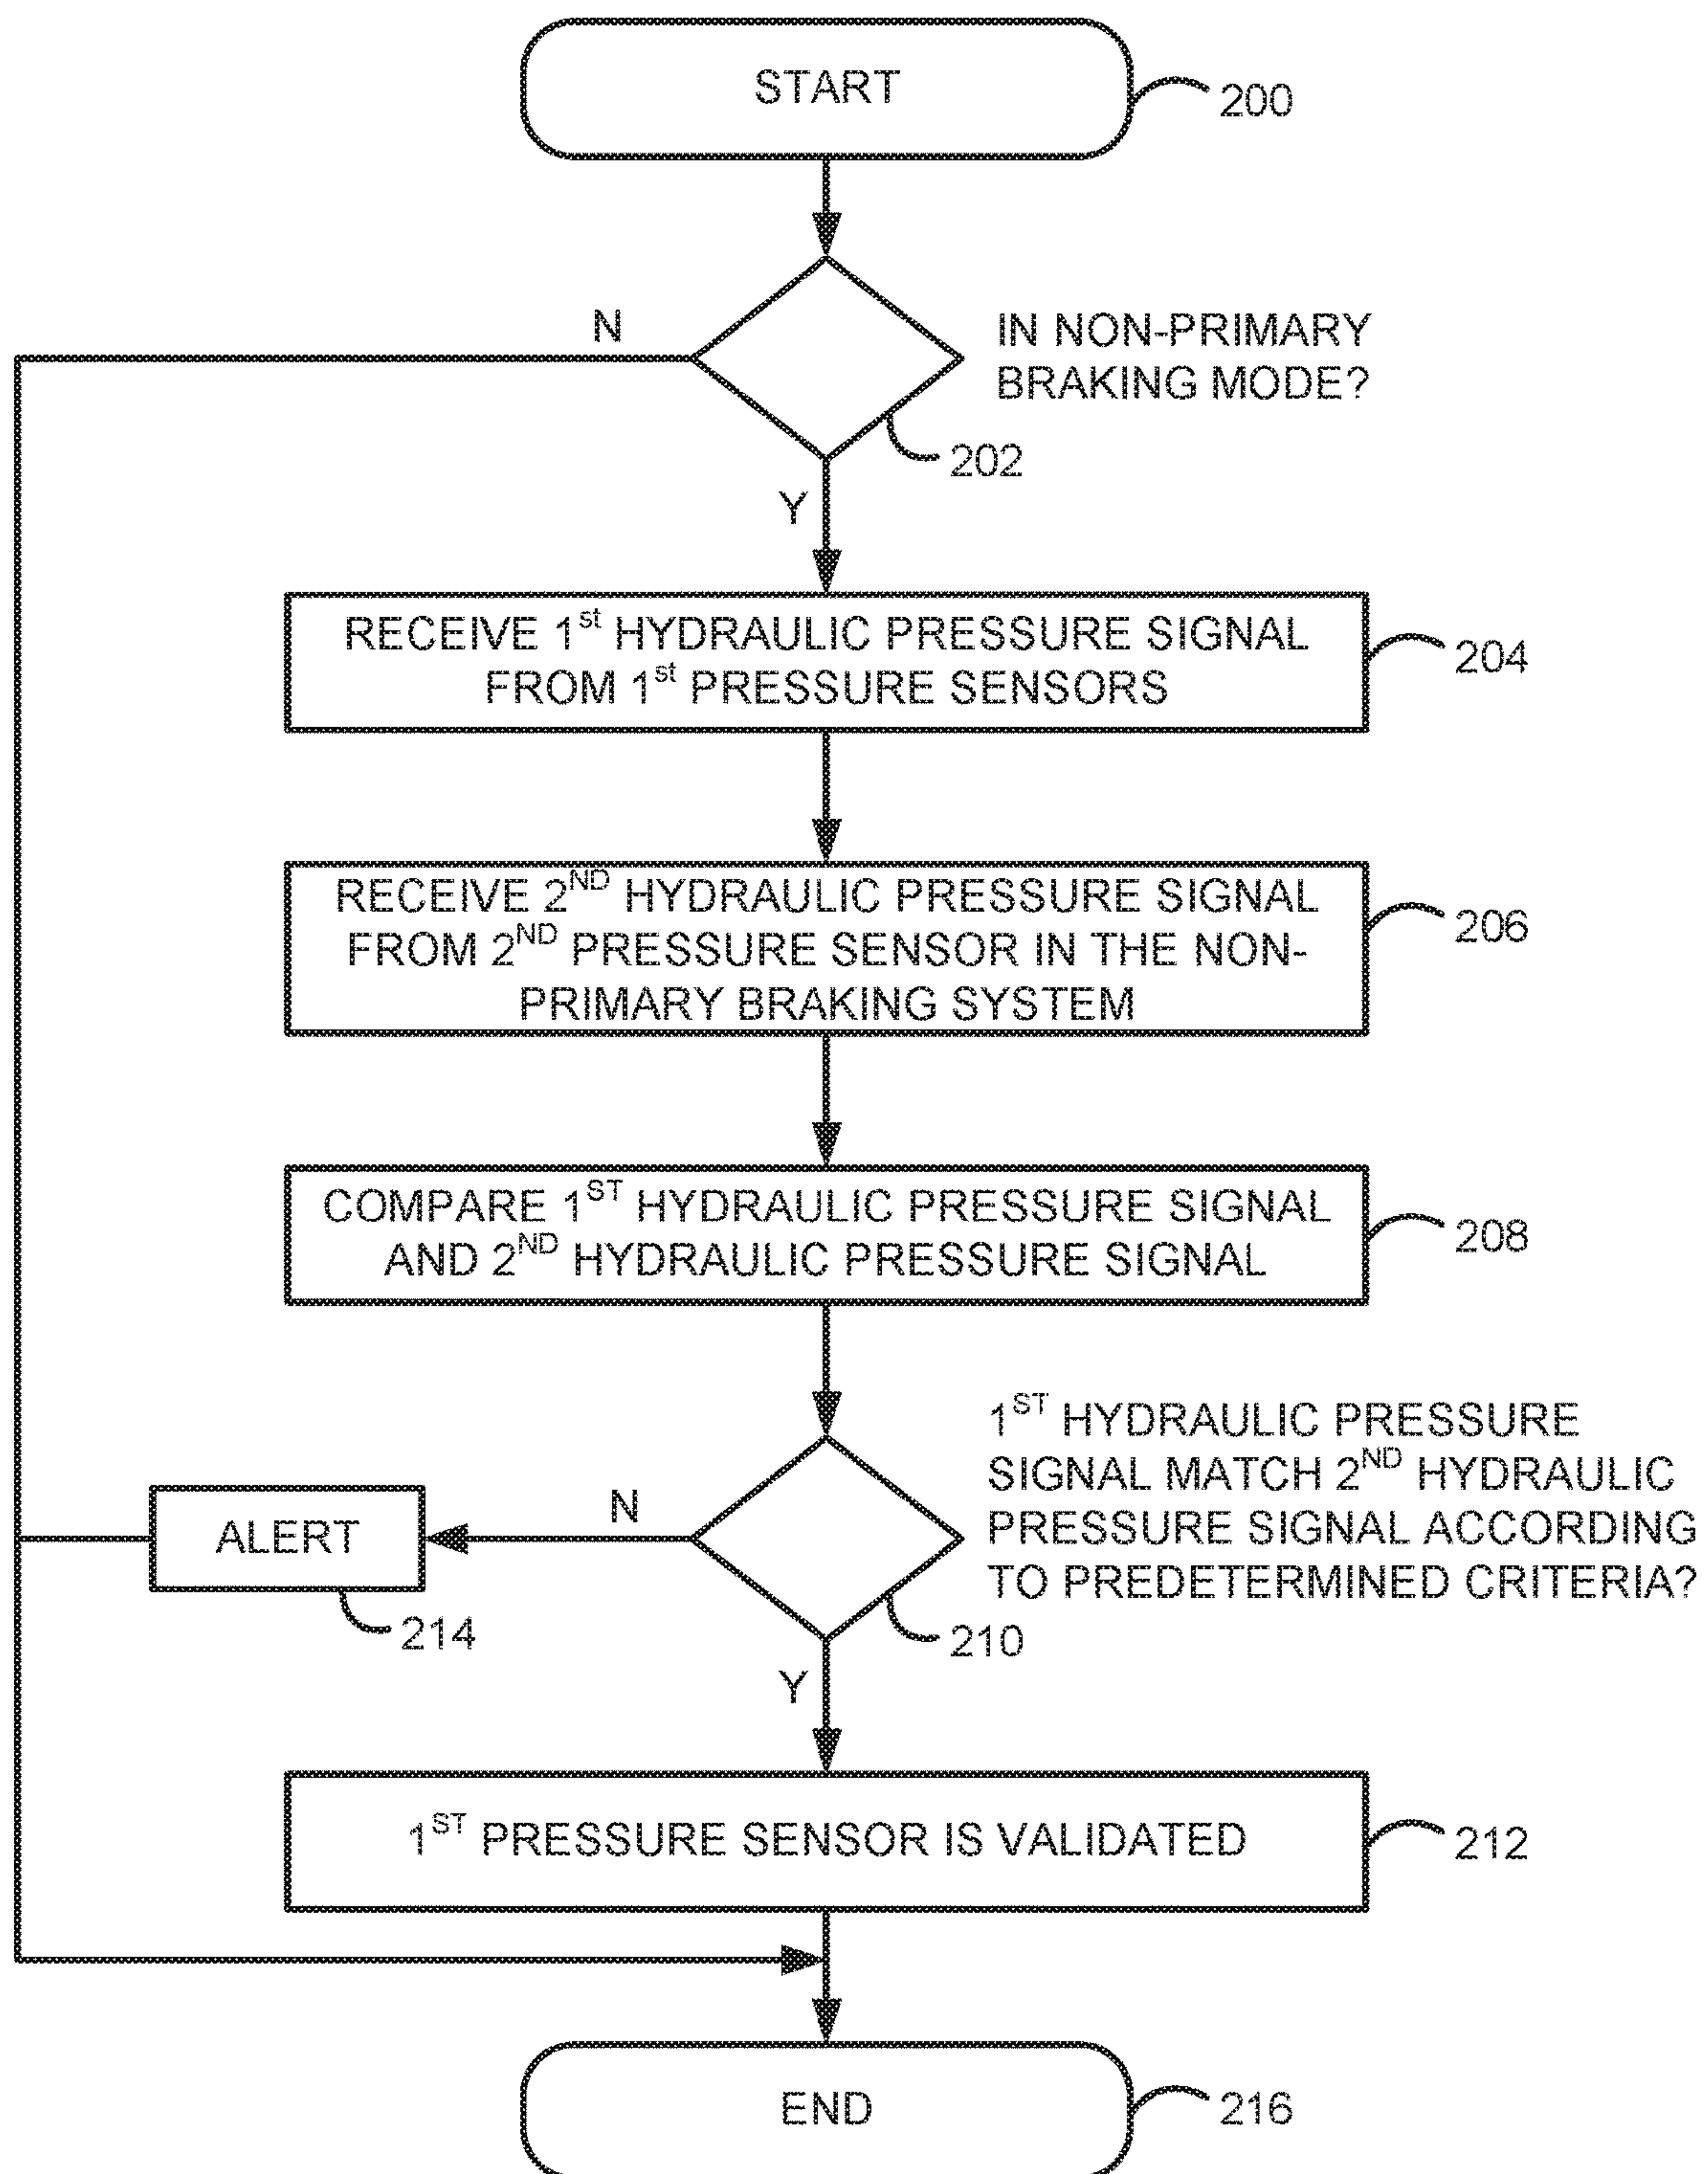 START
200
N
IN NON-PRIMARY
BRAKING MODE?
202
Y
RECEIVE 1st HYDRAULIC PRESSURE SIGNAL
FROM 1st PRESSURE SENSORS
204
RECEIVE 2ND HYDRAULIC PRESSURE SIGNAL
FROM 2ND PRESSURE SENSOR IN THE NON-
PRIMARY BRAKING SYSTEM
206
COMPARE 1ST HYDRAULIC PRESSURE SIGNAL
AND 2ND HYDRAULIC PRESSURE SIGNAL
208
1ST HYDRAULIC PRESSURE
SIGNAL MATCH 2ND HYDRAULIC
PRESSURE SIGNAL ACCORDING
TO PREDETERMINED CRITERIA?
N
ALERT
214
210
Y
1ST PRESSURE SENSOR IS VALIDATED
212
END
216